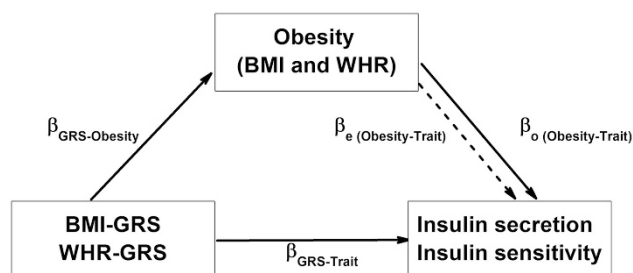 Obesity
(BMI and WHR)
βGRS-Obesity
βe (Obesity-Trait)
βo (Obesity-Trait)
BMI-GRS
WHR-GRS
Insulin secretion
Insulin sensitivity
βGRS-Trait